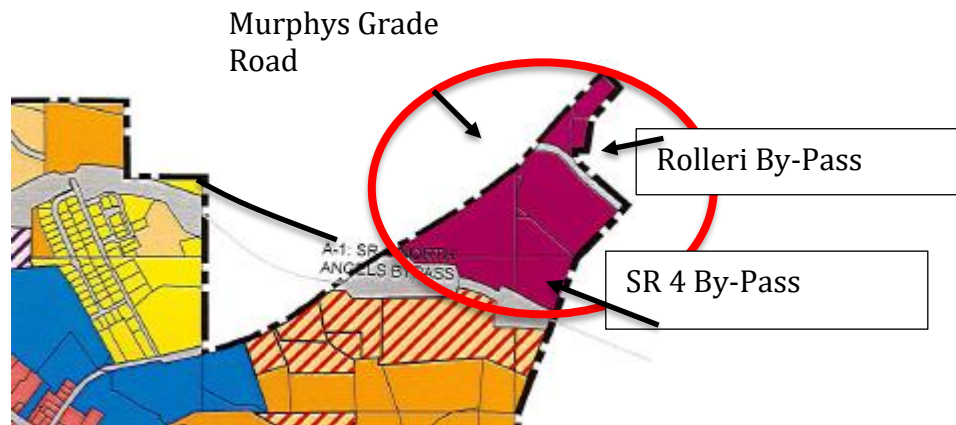 Murphys Grade
Road
Rolleri By-Pass
A-1: SR
ANGELS BYPASS
SR 4 By-Pass